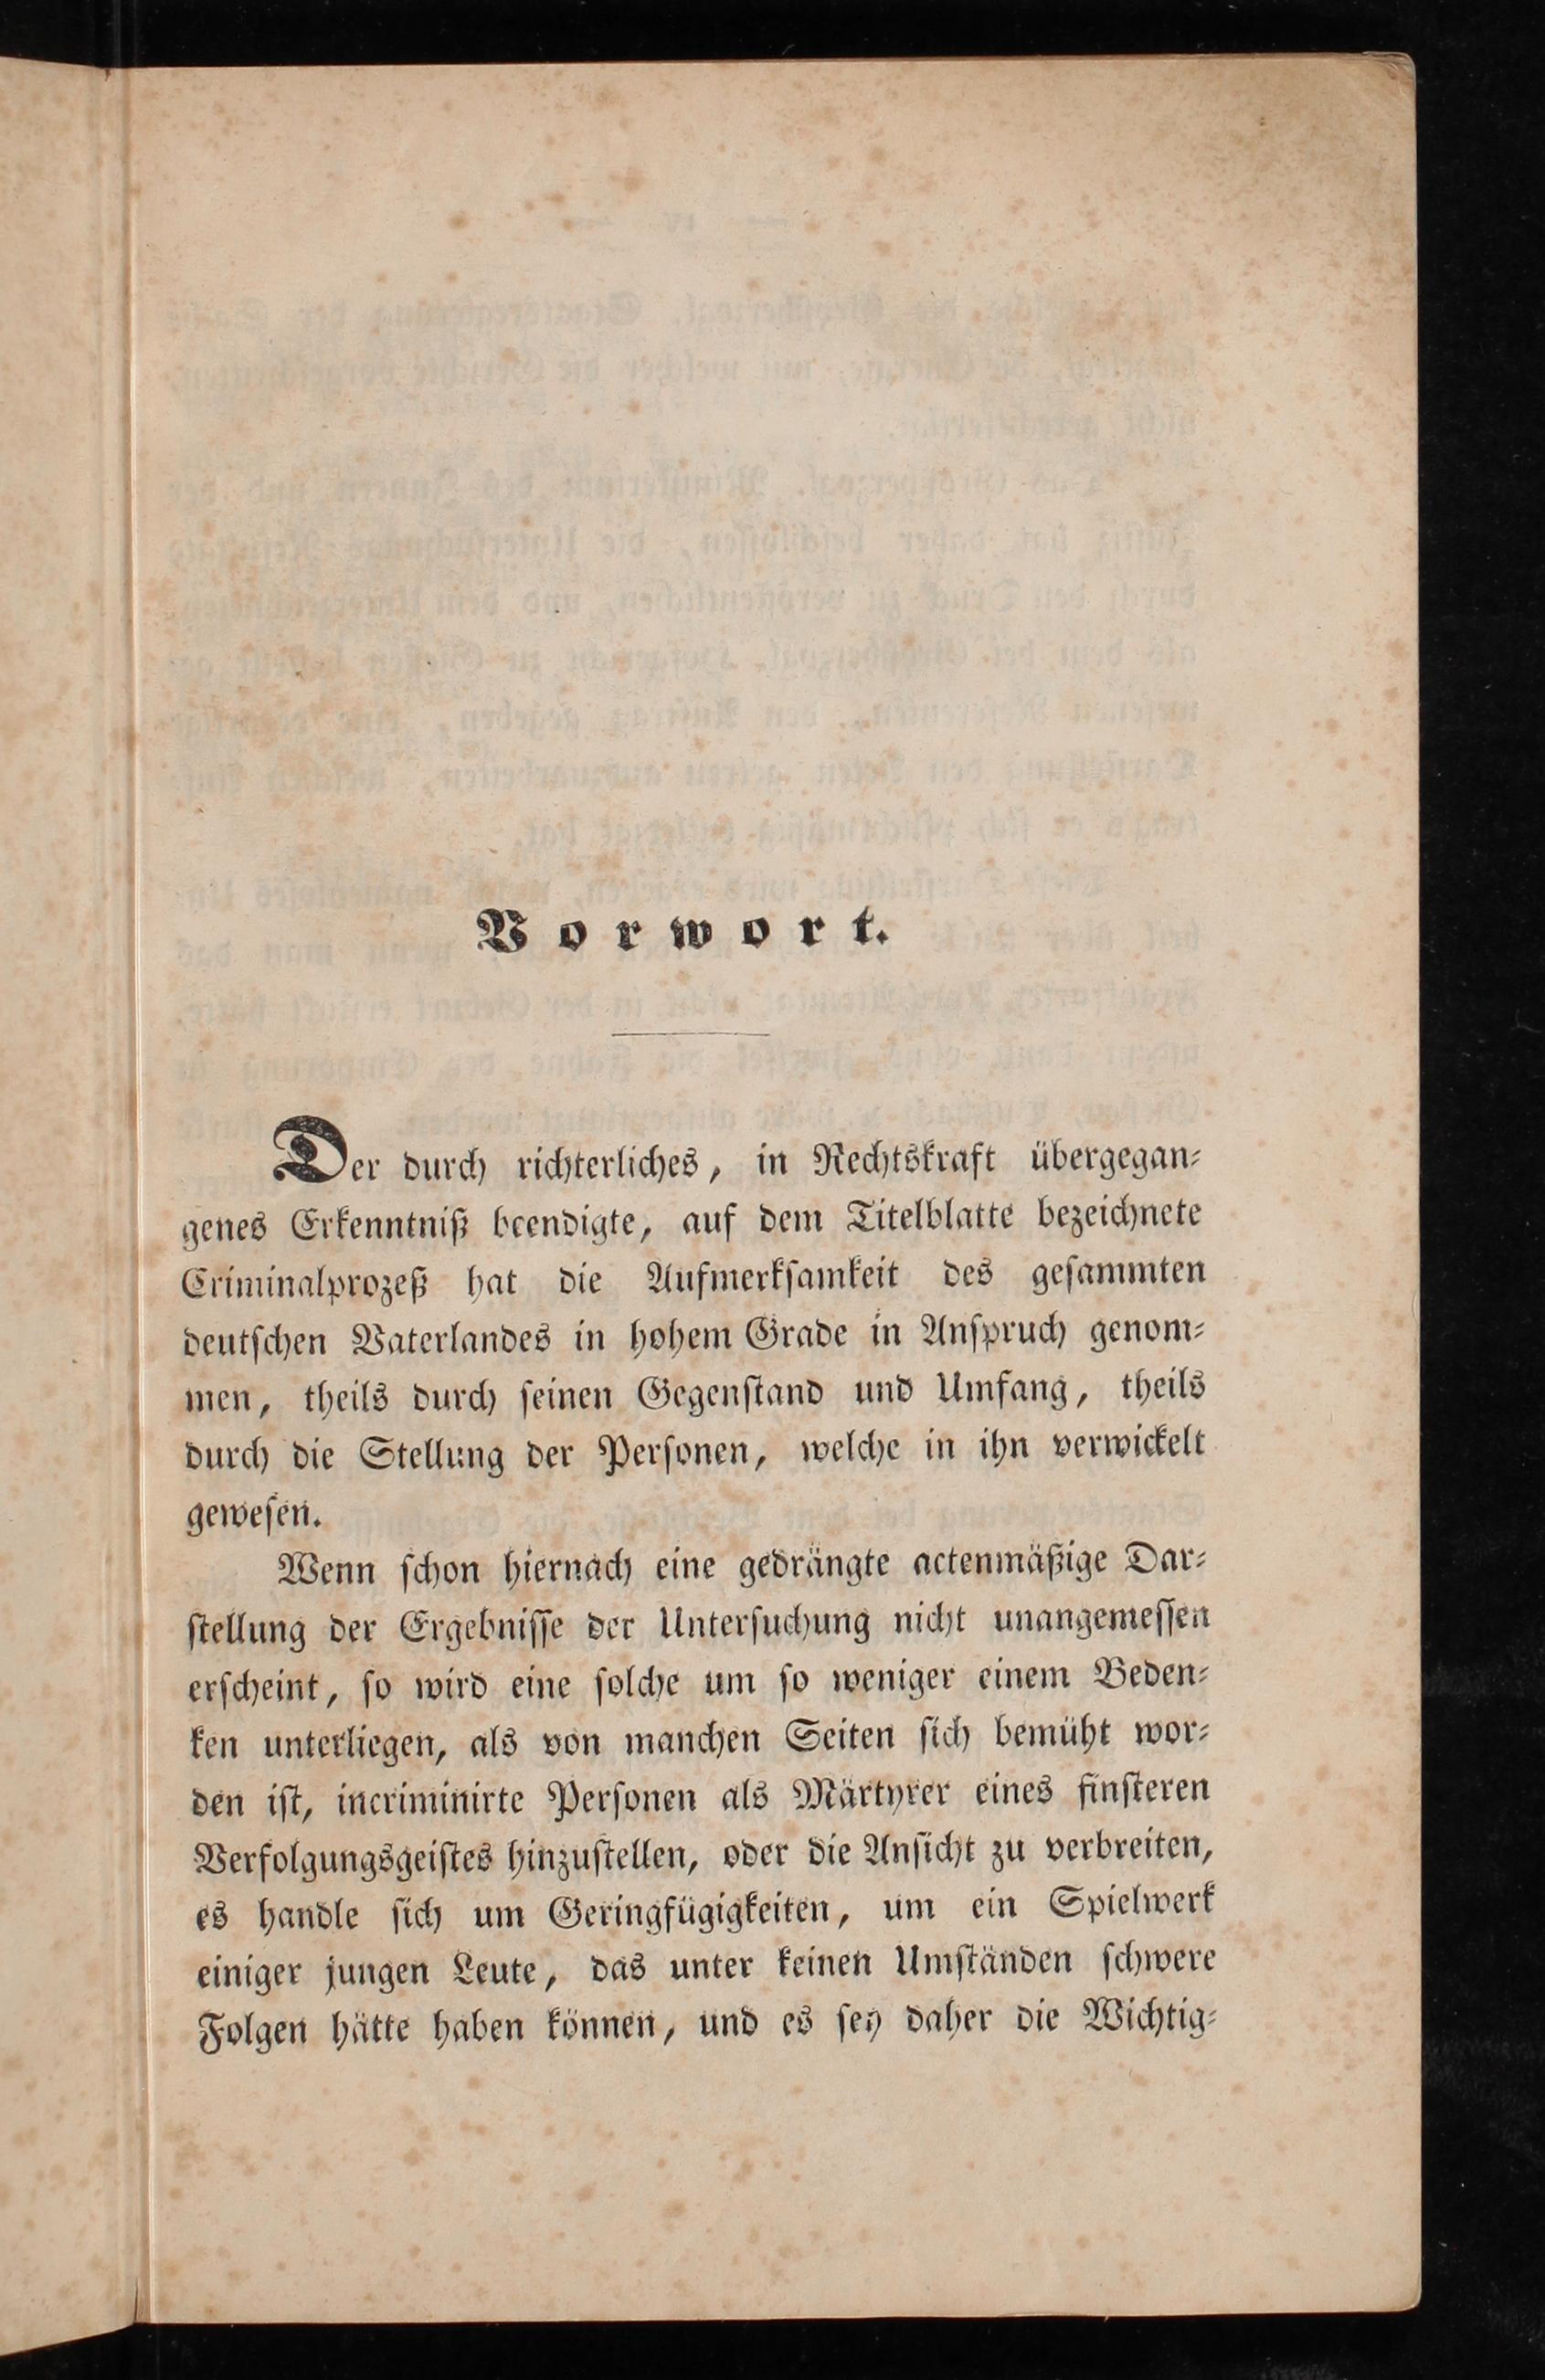 Vorwort.
Der durch richterliches, in Rechtskraft übergegan-
genes Erkenntniß beendigte, auf dem Titelblatte bezeichnete
Criminalprozeß hat die Aufmerksamkeit des gesammten
deutschen Vaterlandes in hohem Grade in Anspruch genom-
men, theils durch seinen Gegenstand und Umfang, theils
durch die Stellung der Personen, welche in ihn verwickelt
gewesen.
Wenn schon hiernach eine gedrängte actenmäßige Dar-
stellung der Ergebnisse der Untersuchung nicht unangemessen
erscheint, so wird eine solche um so weniger einem Beden-
ken unterliegen, als von manchen Seiten sich bemüht wor-
den ist, incriminirte Personen als Märtyrer eines finsteren
Verfolgungsgeistes hinzustellen, oder die Ansicht zu verbreiten,
es handle sich um Geringfügigkeiten, um ein Spielwerk
einiger jungen Leute, das unter keinen Umständen schwere
Folgen hätte haben können, und es sey daher die Wichtig-